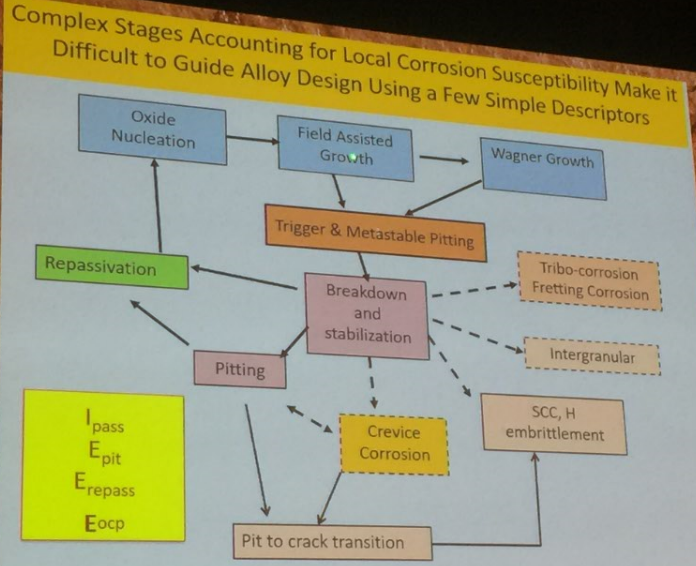 Complex Stages Accounting for Local Corrosion Susceptibility Make it
Difficult to Guide Alloy Design Using a Few Simple Descriptors
Oxide
Nucleation
Field Assisted
Growth
Wagner Growth
Trigger & Metastable Pitting
Repassivation
Breakdown
and
stabilization
Tribo-corrosion
Fretting Corrosion
Intergranular
Pitting
SCC, H
embrittlement
Crevice
Corrosion
Ipass
Epit
Erepass
Eocp
Pit to crack transition